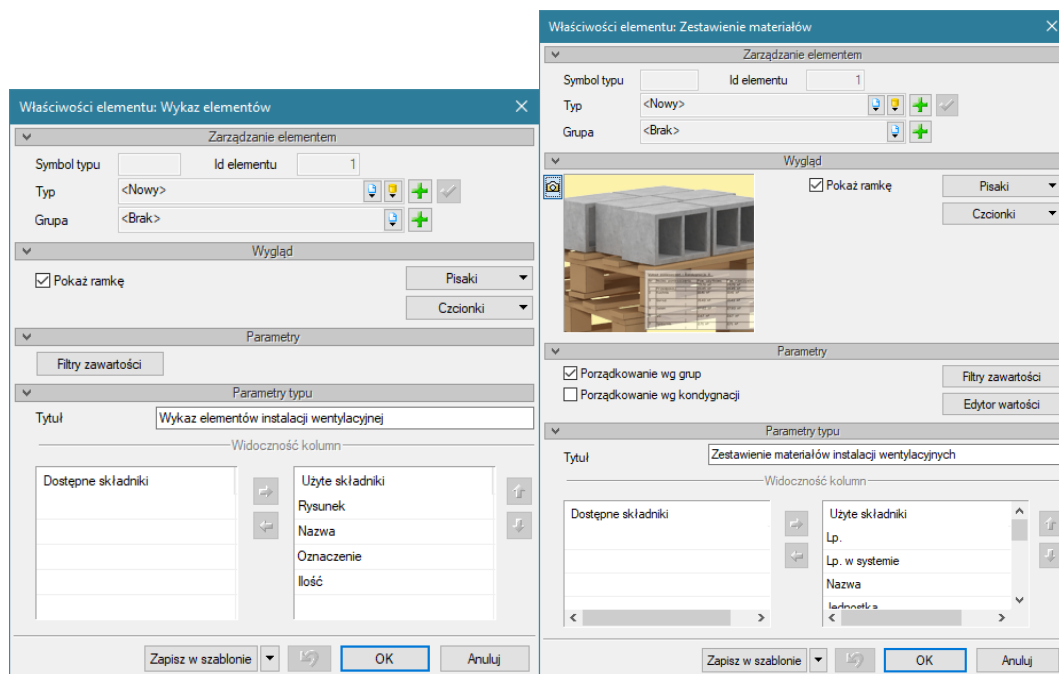 Właściwości elementu: Wykaz elementów
Zarządzanie elementem
Symbol typu
Id elementu 1
Typ <Nowy>
Grupa <Brak>
Wygląd
Pokaż ramkę
Pisaki
Czcionki
Parametry
Filtry zawartości
Parametry typu
Tytuł Wykaz elementów instalacji wentylacyjnej
Widoczność kolumn
Dostępne składniki
Użyte składniki
Rysunek
Nazwa
Oznaczenie
Ilość
Zapisz w szablonie
OK
Anuluj
Właściwości elementu: Zestawienie materiałów
Zarządzanie elementem
Symbol typu
Id elementu 1
Typ <Nowy>
Grupa <Brak>
Wygląd
Pokaż ramkę
Pisaki
Czcionki
Parametry
Porządkowanie wg grup
Porządkowanie wg kondygnacji
Filtry zawartości
Edytor wartości
Parametry typu
Tytuł Zestawienie materiałów instalacji wentylacyjnych
Widoczność kolumn
Dostępne składniki
Użyte składniki
Lp.
Lp. w systemie
Nazwa
Jednostka
Zapisz w szablonie
OK
Anuluj